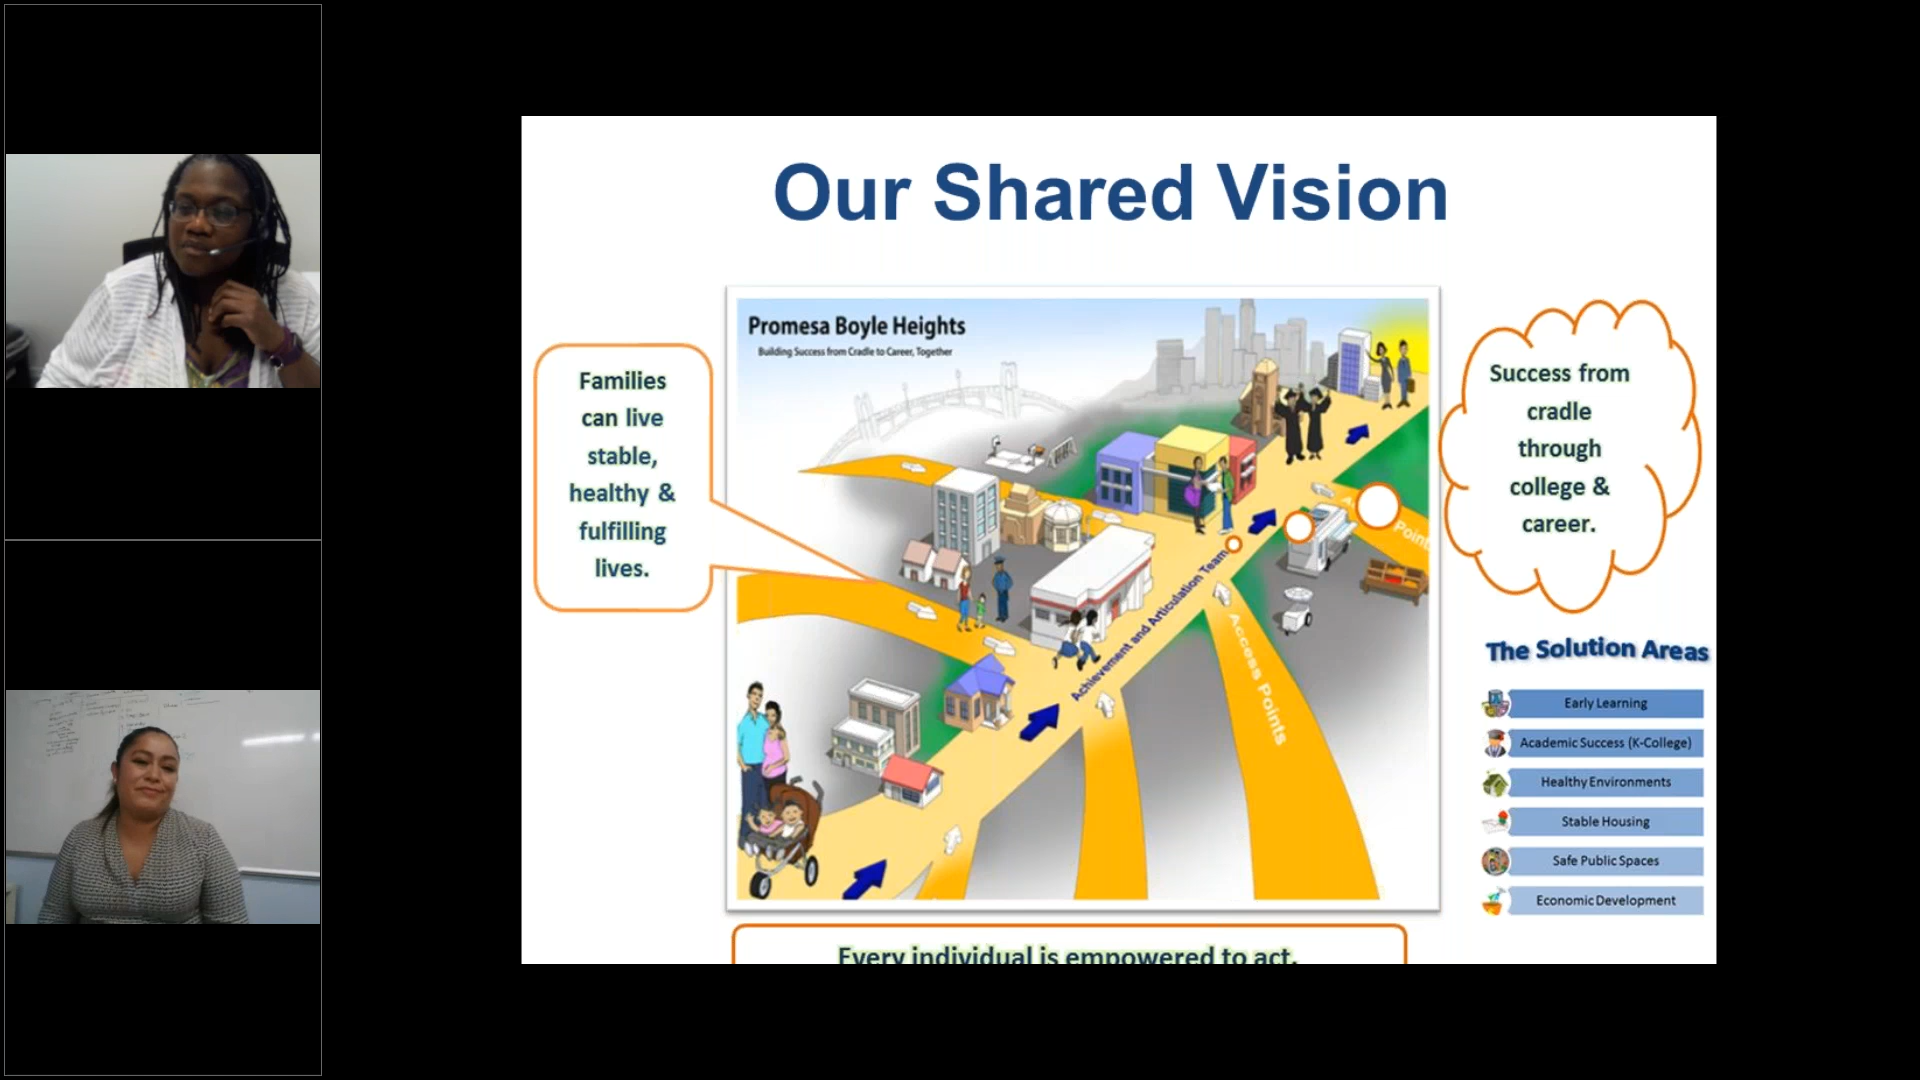 Our Shared Vision
Promesa Boyle Heights
Building Success from Cradle to Career, Together
Families
can live
stable,
healthy &
fulfilling
lives.
Success from
cradle
through
college &
career.
Achievement and Articulation Team
Access Points
Points
The Solution Areas
Early Learning
Academic Success (K-College)
Healthy Environments
Stable Housing
Safe Public Spaces
Economic Development
Every individual is empowered to act.